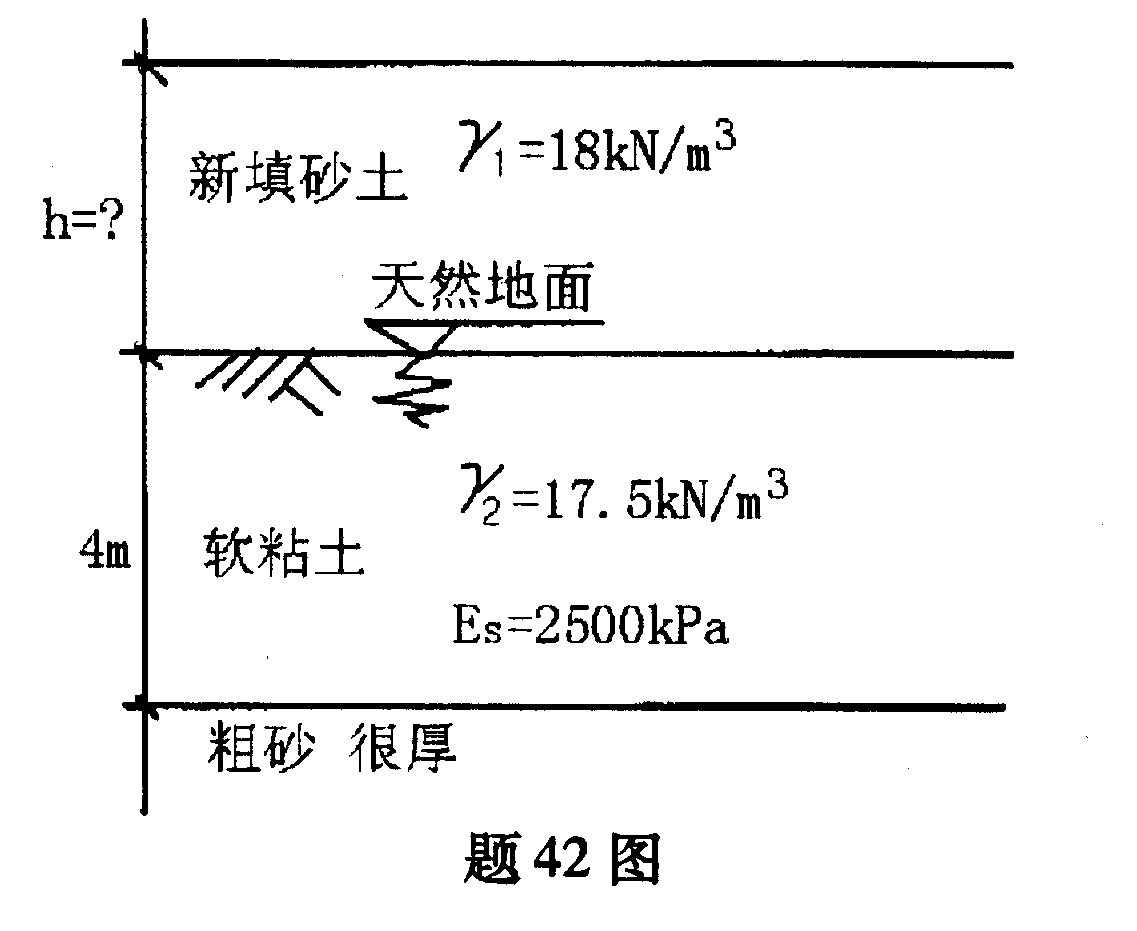 γ₁=18kN/m³
新填砂土
h=?
天然地面
γ₂=17.5kN/m³
4m
软粘土
Es=2500kPa
粗砂 很厚
题42图